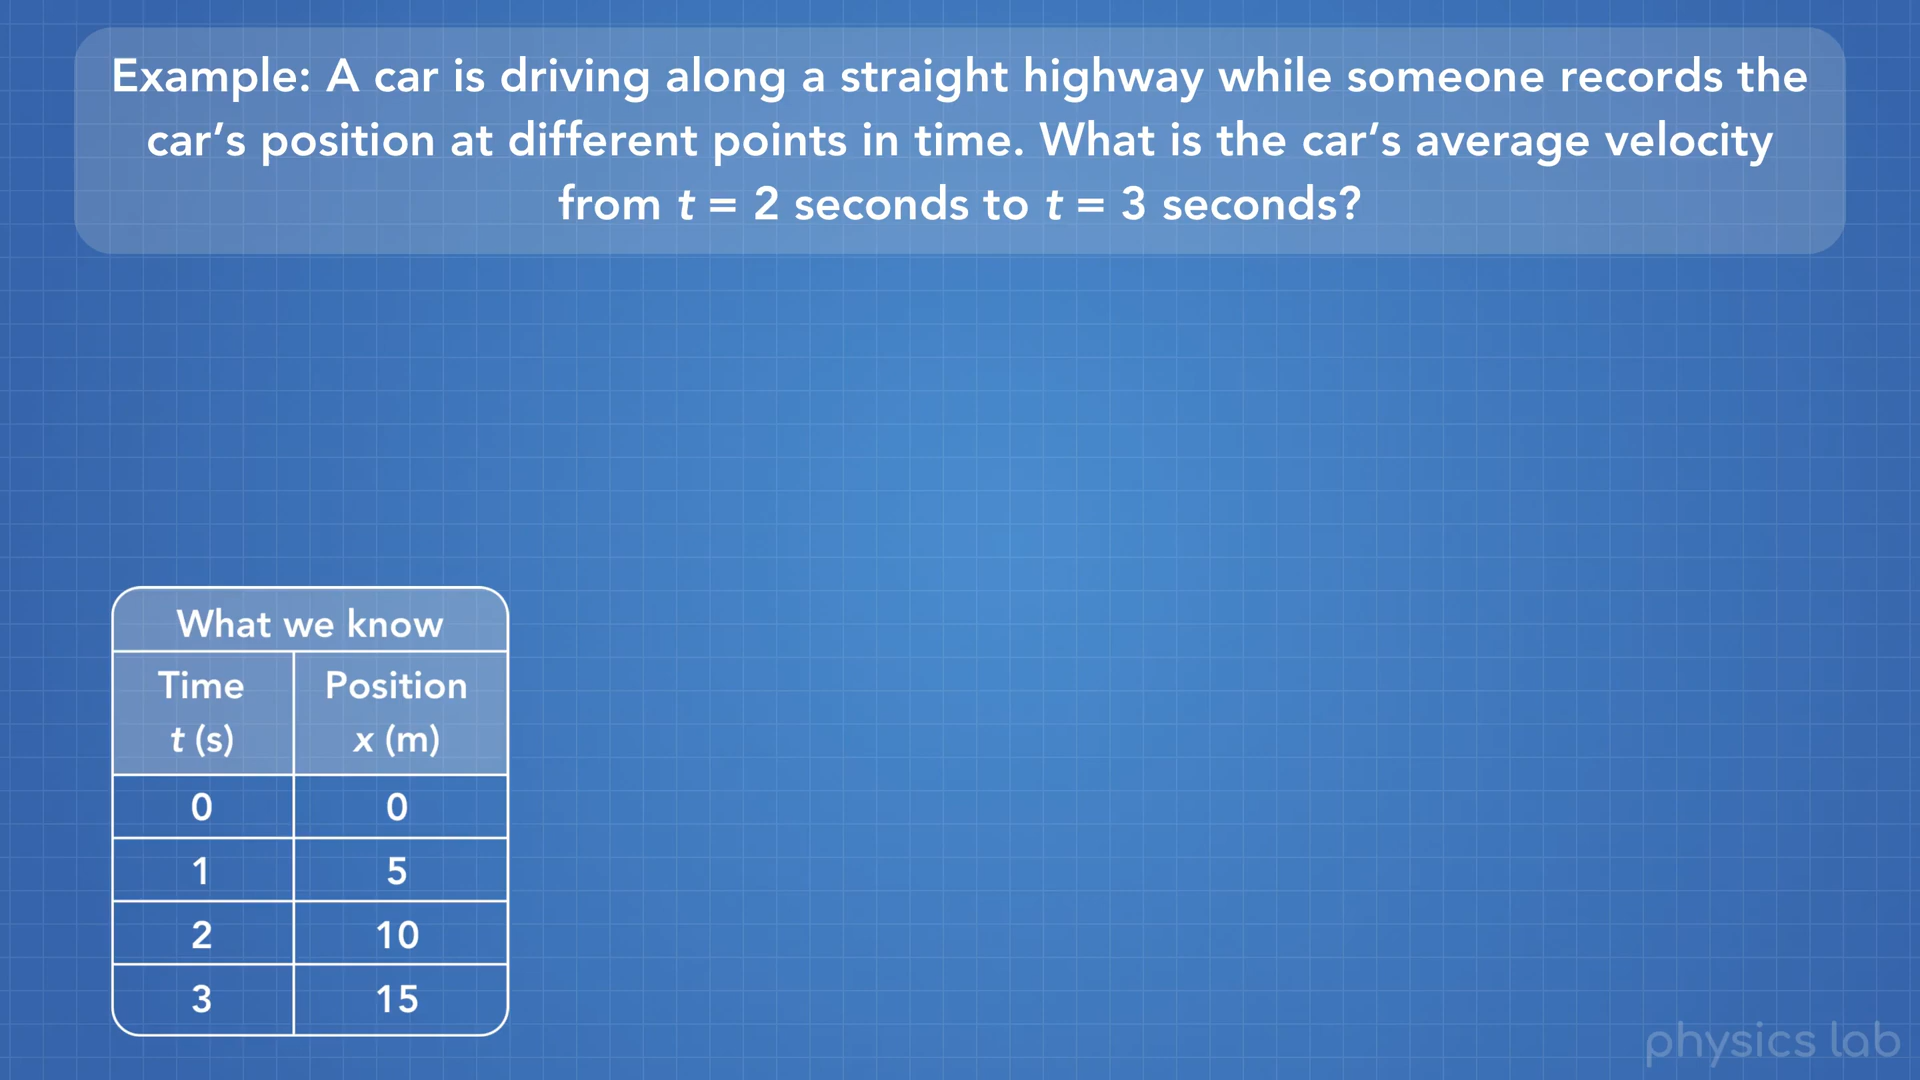 Example: A car is driving along a straight highway while someone records the
car’s position at different points in time. What is the car’s average velocity
from t = 2 seconds to t = 3 seconds?
What we know
Time Position
t (s) x (m)
0 0
1 5
2 10
3 15
physics lab